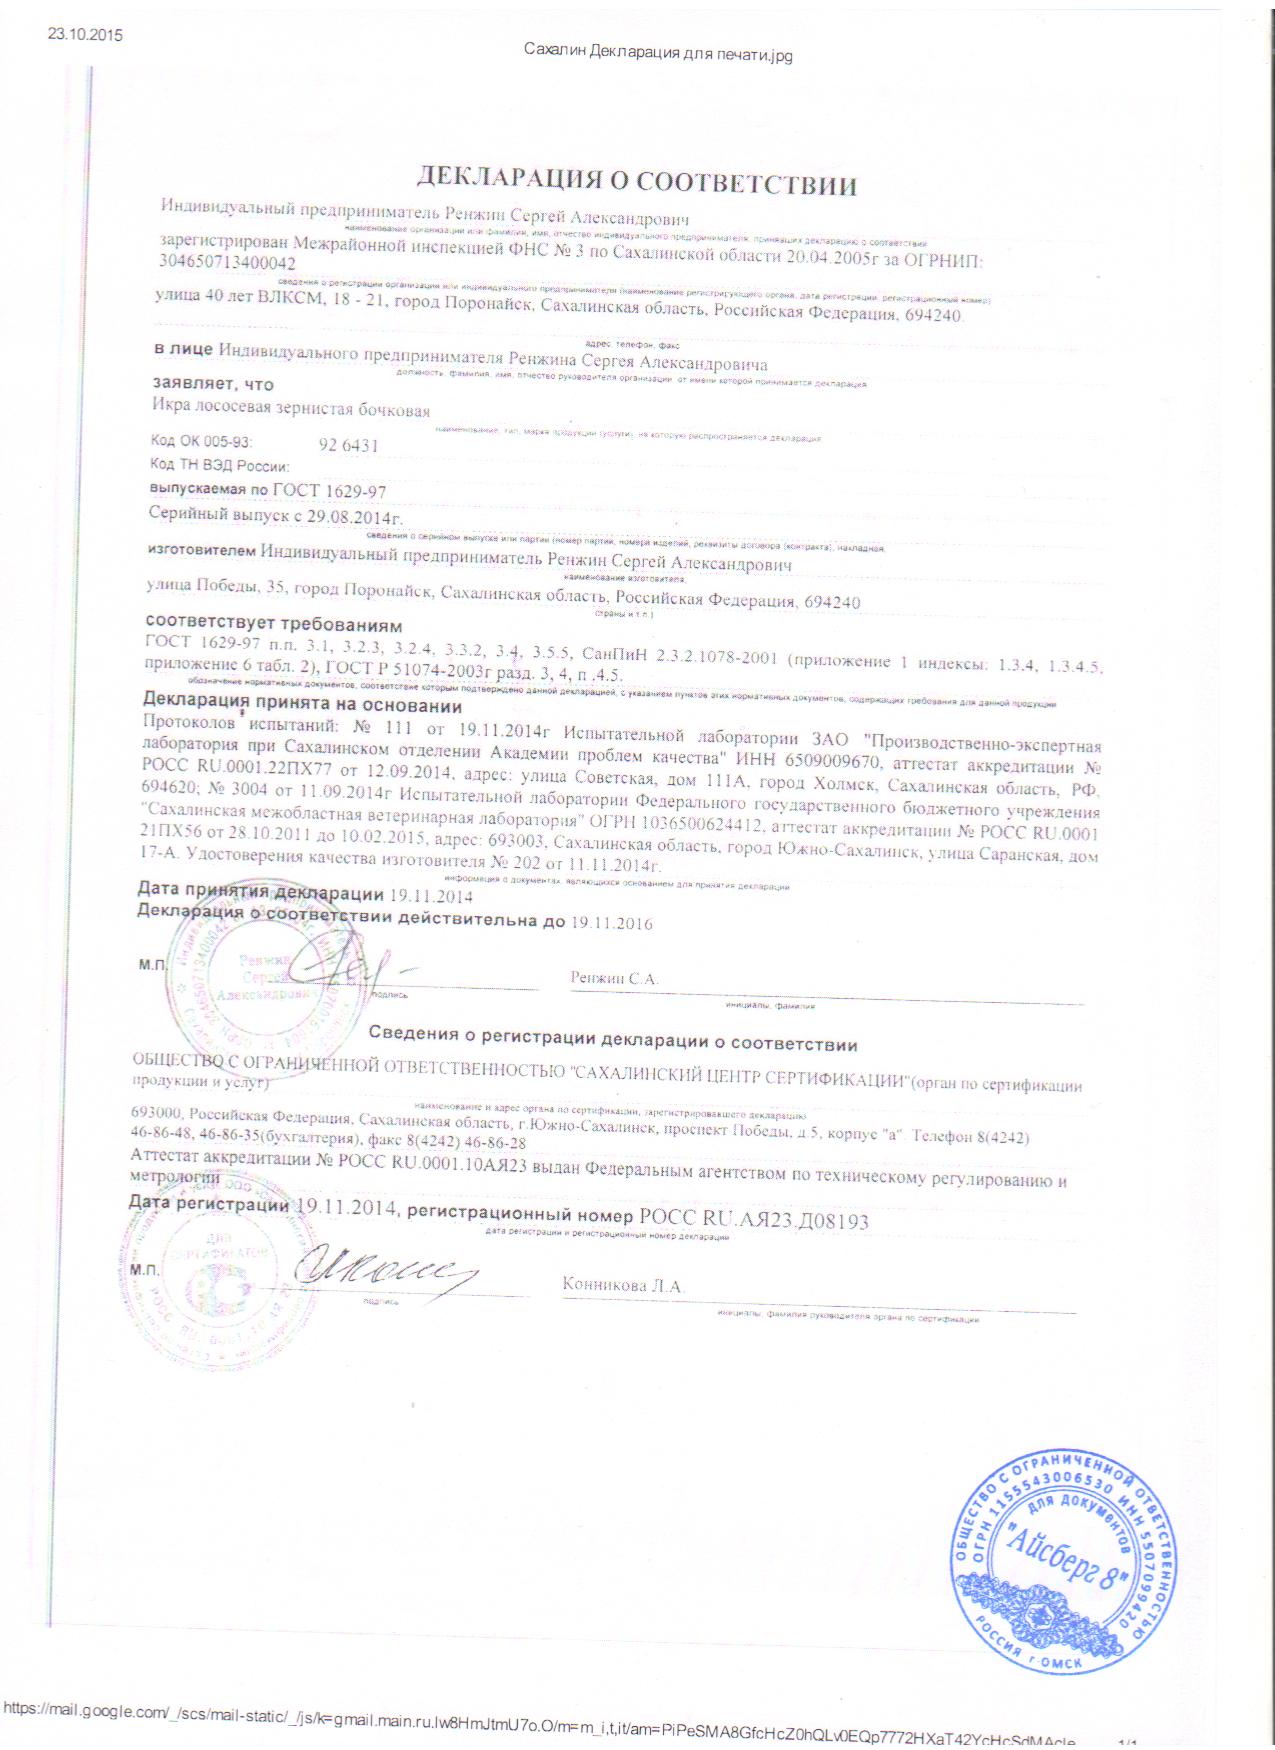 23.10.2015
Сахалин Декларация для печати.jpg
ДЕКЛАРАЦИЯ О СООТВЕТСТВИИ
Индивидуальный предприниматель Ренжин Сергей Александрович
наименование организации или фамилия, имя, отчество индивидуального предпринимателя, принявших декларацию о соответствии
зарегистрирован Межрайонной инспекцией ФНС № 3 по Сахалинской области 20.04.2005г за ОГРНИП:
304650713400042
сведения о регистрации организации или индивидуального предпринимателя (наименование регистрирующего органа, дата регистрации, регистрационный номер)
улица 40 лет ВЛКСМ, 18 - 21, город Поронайск, Сахалинская область, Российская Федерация, 694240.
адрес, телефон, факс
в лице Индивидуального предпринимателя Ренжина Сергея Александровича
должность, фамилия, имя, отчество руководителя организации от имени которой принимается декларация
заявляет, что
Икра лососевая зернистая бочковая
наименование, тип, марка продукции (услуги), на которую распространяется декларация
Код ОК 005-93: 92 6431
Код ТН ВЭД России:
выпускаемая по ГОСТ 1629-97
Серийный выпуск с 29.08.2014г.
сведения о серийном выпуске или партии (номер партии, номера изделий, реквизиты договора (контракта), накладная,
изготовителем Индивидуальный предприниматель Ренжин Сергей Александрович
наименование изготовителя,
улица Победы, 35, город Поронайск, Сахалинская область, Российская Федерация, 694240
страны и т.п.)
соответствует требованиям
ГОСТ 1629-97 п.п. 3.1, 3.2.3, 3.2.4, 3.3.2, 3.4, 3.5.5, СанПиН 2.3.2.1078-2001 (приложение 1 индексы: 1.3.4, 1.3.4.5,
приложение 6 табл. 2), ГОСТ Р 51074-2003г разд. 3, 4, п .4.5.
обозначение нормативных документов, соответствие которым подтверждено данной декларацией, с указанием пунктов этих нормативных документов, содержащих требования для данной продукции
Декларация принята на основании
Протоколов испытаний: № 111 от 19.11.2014г Испытательной лаборатории ЗАО "Производственно-экспертная
лаборатория при Сахалинском отделении Академии проблем качества" ИНН 6509009670, аттестат аккредитации №
РОСС RU.0001.22ПХ77 от 12.09.2014, адрес: улица Советская, дом 111А, город Холмск, Сахалинская область, РФ,
694620; № 3004 от 11.09.2014г Испытательной лаборатории Федерального государственного бюджетного учреждения
"Сахалинская межобластная ветеринарная лаборатория" ОГРН 1036500624412, аттестат аккредитации № РОСС RU.0001
21ПХ56 от 28.10.2011 до 10.02.2015, адрес: 693003, Сахалинская область, город Южно-Сахалинск, улица Саранская, дом
17-А. Удостоверения качества изготовителя № 202 от 11.11.2014г.
информация о документах, являющихся основанием для принятия декларации
Дата принятия декларации 19.11.2014
Декларация о соответствии действительна до 19.11.2016
Ренжин
Сергей
Александрович
М.П.
подпись
Ренжин С.А.
инициалы, фамилия
Сведения о регистрации декларации о соответствии
ОБЩЕСТВО С ОГРАНИЧЕННОЙ ОТВЕТСТВЕННОСТЬЮ "САХАЛИНСКИЙ ЦЕНТР СЕРТИФИКАЦИИ"(орган по сертификации
продукции и услуг)
наименование и адрес органа по сертификации, зарегистрировавшего декларацию
693000, Российская Федерация, Сахалинская область, г.Южно-Сахалинск, проспект Победы, д.5, корпус "а". Телефон 8(4242)
46-86-48, 46-86-35(бухгалтерия), факс 8(4242) 46-86-28
Аттестат аккредитации № РОСС RU.0001.10АЯ23 выдан Федеральным агентством по техническому регулированию и
метрологии
Дата регистрации 19.11.2014, регистрационный номер РОСС RU.АЯ23.Д08193
дата регистрации и регистрационный номер декларации
ДЛЯ
СЕРТИФИКАТОВ
М.П.
подпись
Конникова Л.А.
инициалы, фамилия руководителя органа по сертификации
ОБЩЕСТВО С ОГРАНИЧЕННОЙ ОТВЕТСТВЕННОСТЬЮ
ОГРН 1155543006530 ИНН 5507099420
ДЛЯ ДОКУМЕНТОВ
"Айсберг 8"
РОССИЯ г.ОМСК
https://mail.google.com/_/scs/mail-static/_/js/k=gmail.main.ru.Iw8HmJtmU7o.O/m=m_i,t,it/am=PiPeSMA8GfcHcZ0hQLv0EQp7772HXaT42YcHcSdMAcIe
1/1